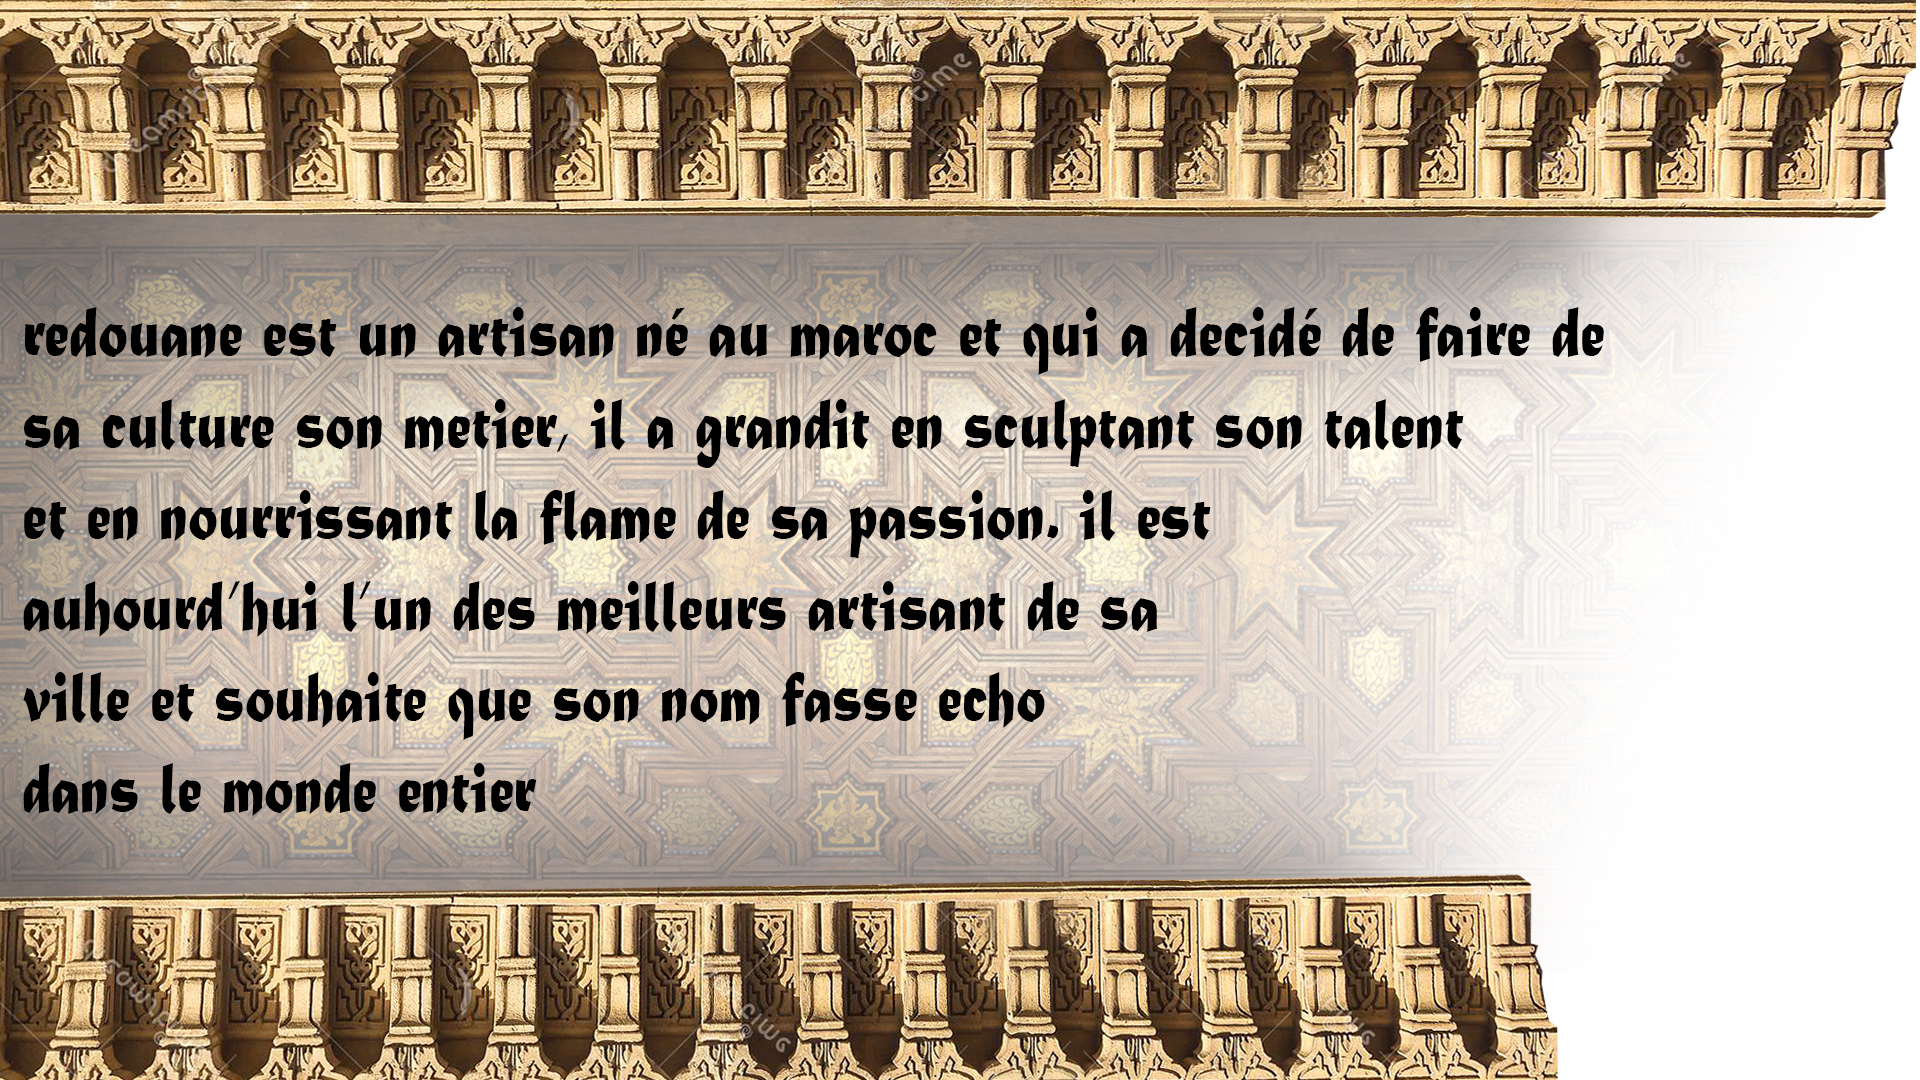 redouane est un artisan né au maroc et qui a decidé de faire de
sa culture son metier, il a grandit en sculptant son talent
et en nourrissant la flame de sa passion. il est
auhourd'hui l'un des meilleurs artisant de sa
ville et souhaite que son nom fasse echo
dans le monde entier